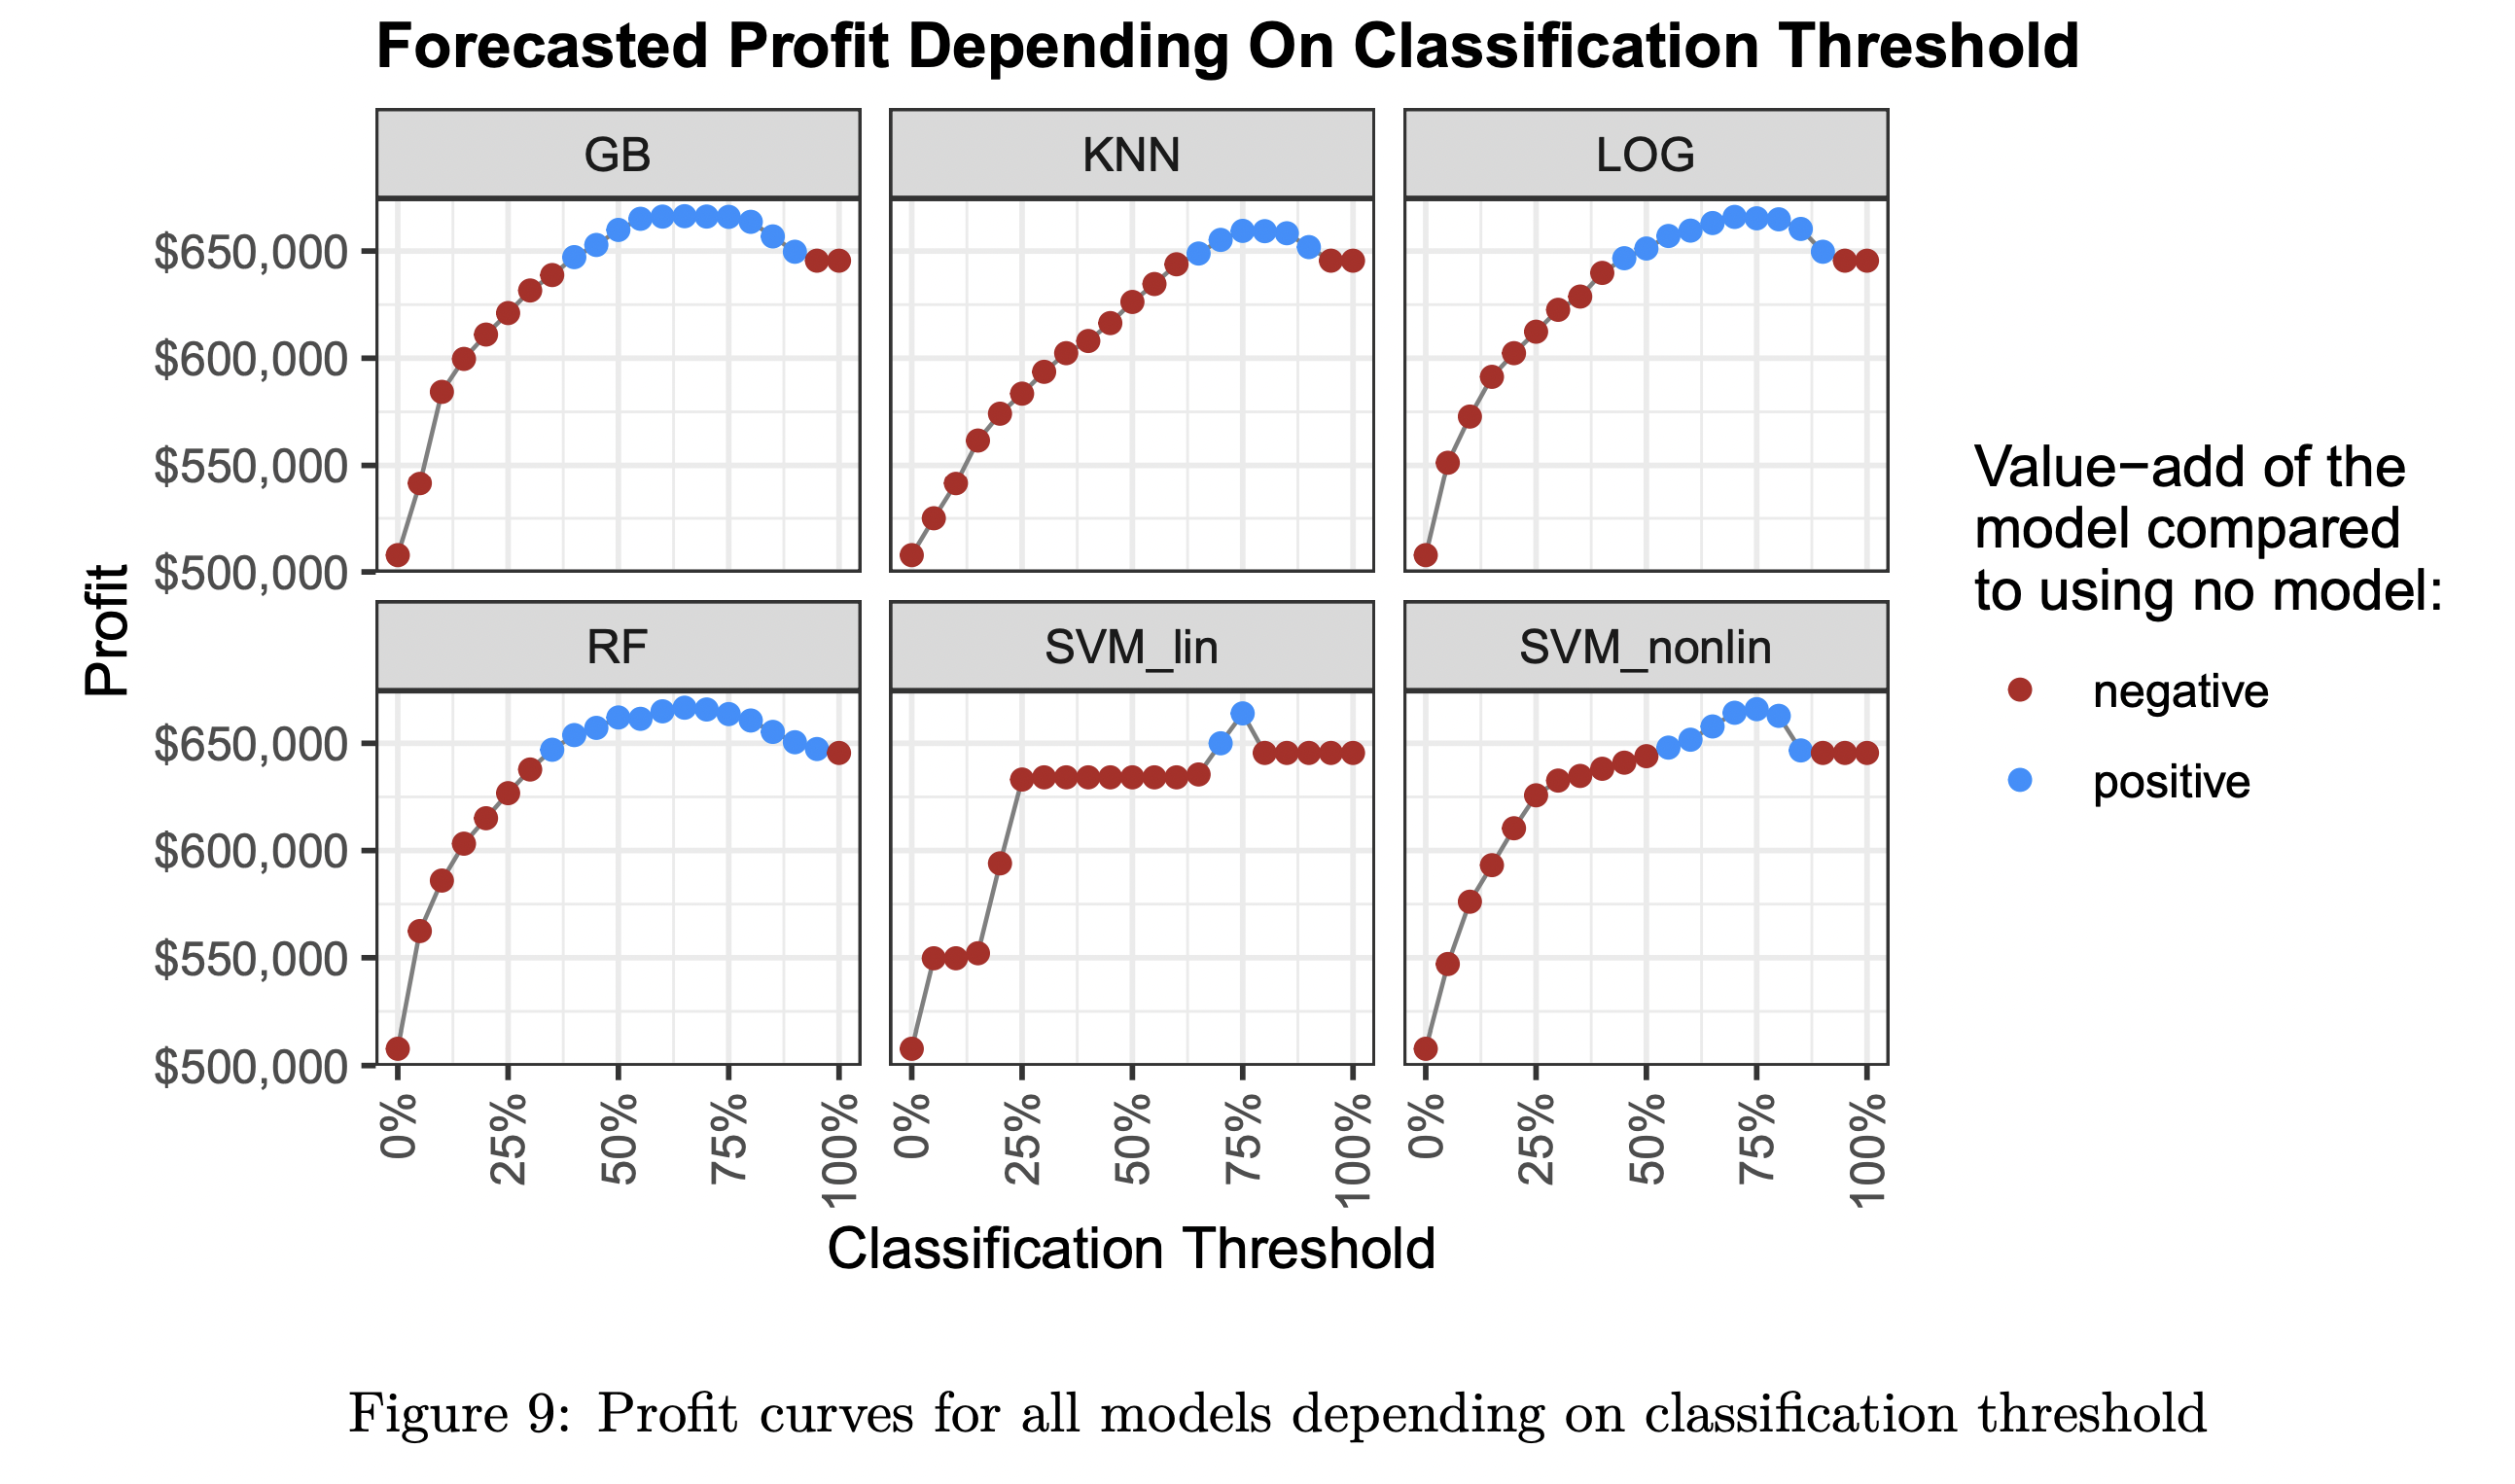 Forecasted Profit Depending On Classification Threshold
GB
KNN
LOG
$650,000
$600,000
$550,000
$500,000
RF
SVM_lin
SVM_nonlin
$650,000
$600,000
$550,000
$500,000
Profit
0%
25%
50%
75%
100%
0%
25%
50%
75%
100%
0%
25%
50%
75%
100%
Classification Threshold
Value−add of the
model compared
to using no model:
negative
positive
Figure 9: Profit curves for all models depending on classification threshold